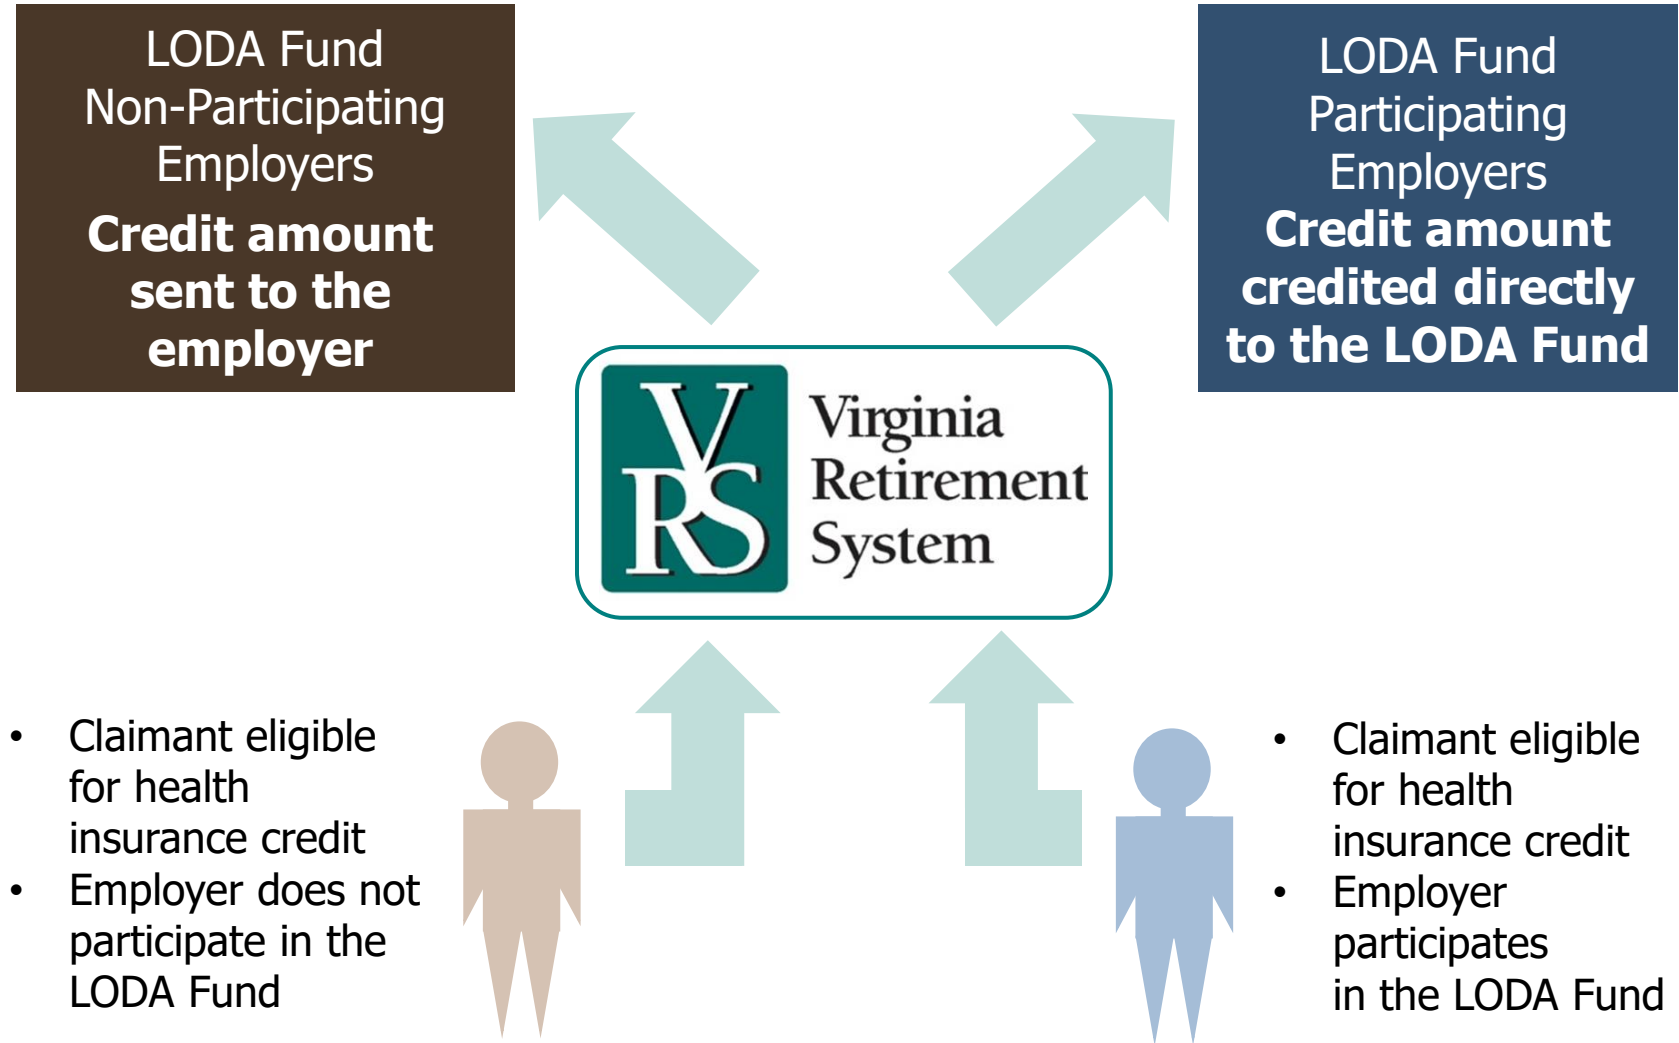 LODA Fund
Non-Participating
Employers
Credit amount
sent to the
employer
LODA Fund
Participating
Employers
Credit amount
credited directly
to the LODA Fund
VRS
Virginia
Retirement
System
• Claimant eligible
for health
insurance credit
• Employer does not
participate in the
LODA Fund
• Claimant eligible
for health
insurance credit
• Employer
participates
in the LODA Fund